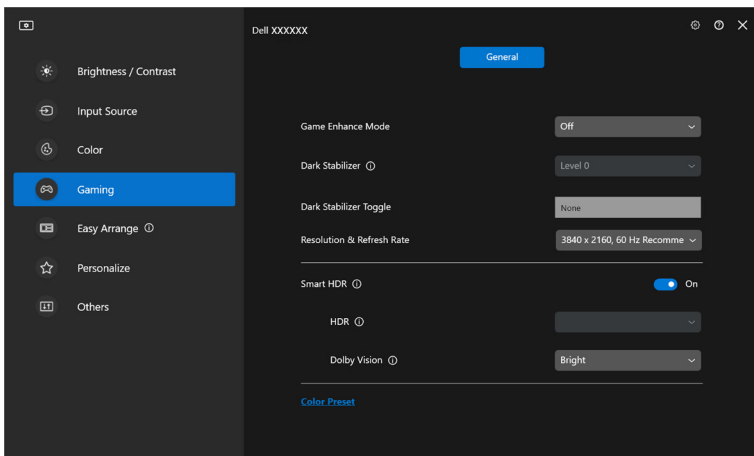 Dell XXXXXX
General
Brightness / Contrast
Input Source
Color
Gaming
Easy Arrange
Personalize
Others
Game Enhance Mode
Off
Dark Stabilizer
Level 0
Dark Stabilizer Toggle
None
Resolution & Refresh Rate
3840 x 2160, 60 Hz Recomme
Smart HDR
On
HDR
Dolby Vision
Bright
Color Preset